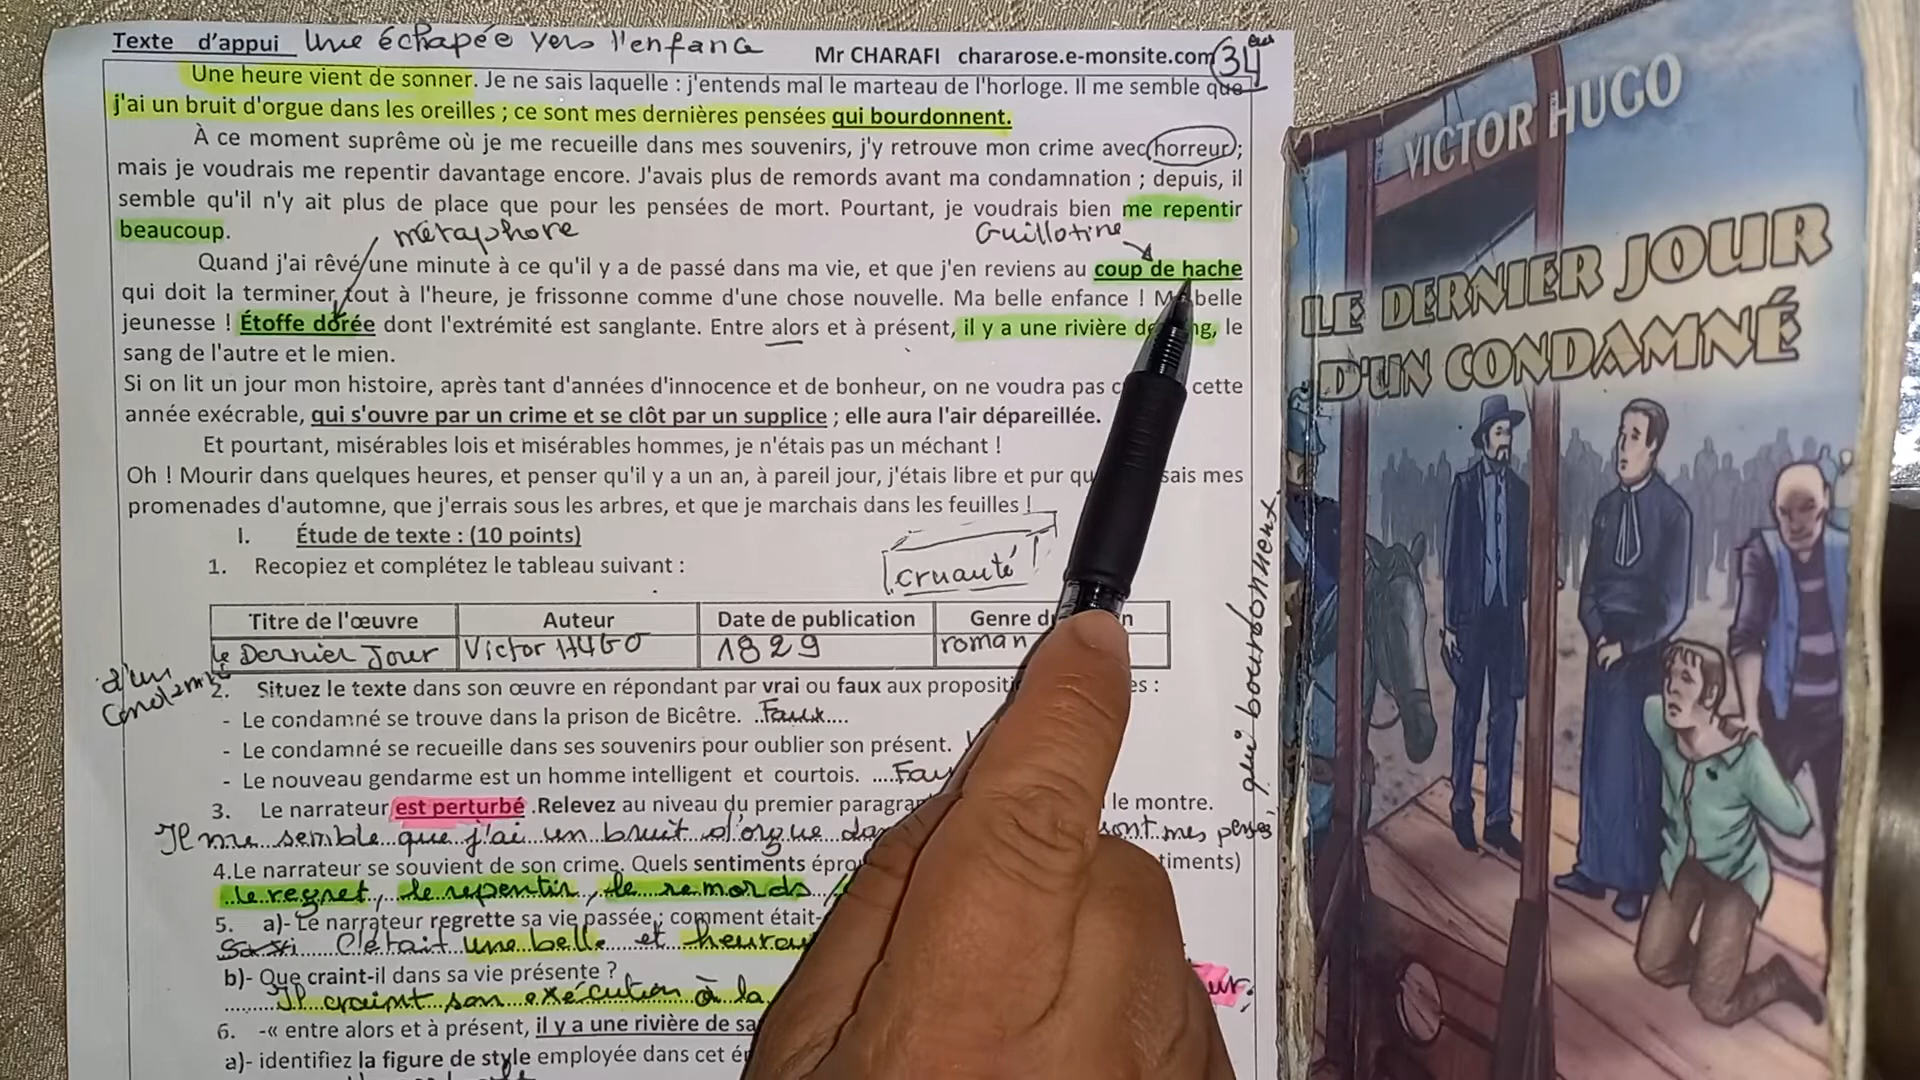 Texte d'appui Une échapée vers l'enfance Mr CHARAFI chararose.e-monsite.com 34
Une heure vient de sonner. Je ne sais laquelle : j'entends mal le marteau de l'horloge. Il me semble que
j'ai un bruit d'orgue dans les oreilles ; ce sont mes dernières pensées qui bourdonnent.
À ce moment suprême où je me recueille dans mes souvenirs, j'y retrouve mon crime avec horreur ;
mais je voudrais me repentir davantage encore. J'avais plus de remords avant ma condamnation ; depuis, il
semble qu'il n'y ait plus de place que pour les pensées de mort. Pourtant, je voudrais bien me repentir
beaucoup.
métaphore
Guillotine
Quand j'ai rêvé une minute à ce qu'il y a de passé dans ma vie, et que j'en reviens au coup de hache
qui doit la terminer tout à l'heure, je frissonne comme d'une chose nouvelle. Ma belle enfance ! Ma belle
jeunesse ! Étoffe dorée dont l'extrémité est sanglante. Entre alors et à présent, il y a une rivière de sang, le
sang de l'autre et le mien.
Si on lit un jour mon histoire, après tant d'années d'innocence et de bonheur, on ne voudra pas cette
année exécrable, qui s'ouvre par un crime et se clôt par un supplice ; elle aura l'air dépareillée.
Et pourtant, misérables lois et misérables hommes, je n'étais pas un méchant !
Oh ! Mourir dans quelques heures, et penser qu'il y a un an, à pareil jour, j'étais libre et pur mes
promenades d'automne, que j'errais sous les arbres, et que je marchais dans les feuilles !
I. Étude de texte : (10 points)
1. Recopiez et complétez le tableau suivant :
cruauté
Titre de l'œuvre Auteur Date de publication Genre
le Dernier Jour Victor HUGO 1829 roman
d'un Condamné
2. Situez le texte dans son œuvre en répondant par vrai ou faux aux :
- Le condamné se trouve dans la prison de Bicêtre. Faux
- Le condamné se recueille dans ses souvenirs pour oublier son présent.
- Le nouveau gendarme est un homme intelligent et courtois.
3. Le narrateur est perturbé .Relevez au niveau du premier le montre.
Il me semble que j'ai un bruit d'orgue sont mes
qui bourdonnent.
4.Le narrateur se souvient de son crime. Quels sentiments
le regret, le repentir, le remords
5. a)- Le narrateur regrette sa vie passée ; comment
C'était une belle et
b)- Que craint-il dans sa vie présente ?
Il craint son exécution à la
6. -« entre alors et à présent, il y a une rivière de
a)- identifiez la figure de style employée dans cet
VICTOR HUGO
LE DERNIER JOUR
D'UN CONDAMNÉ